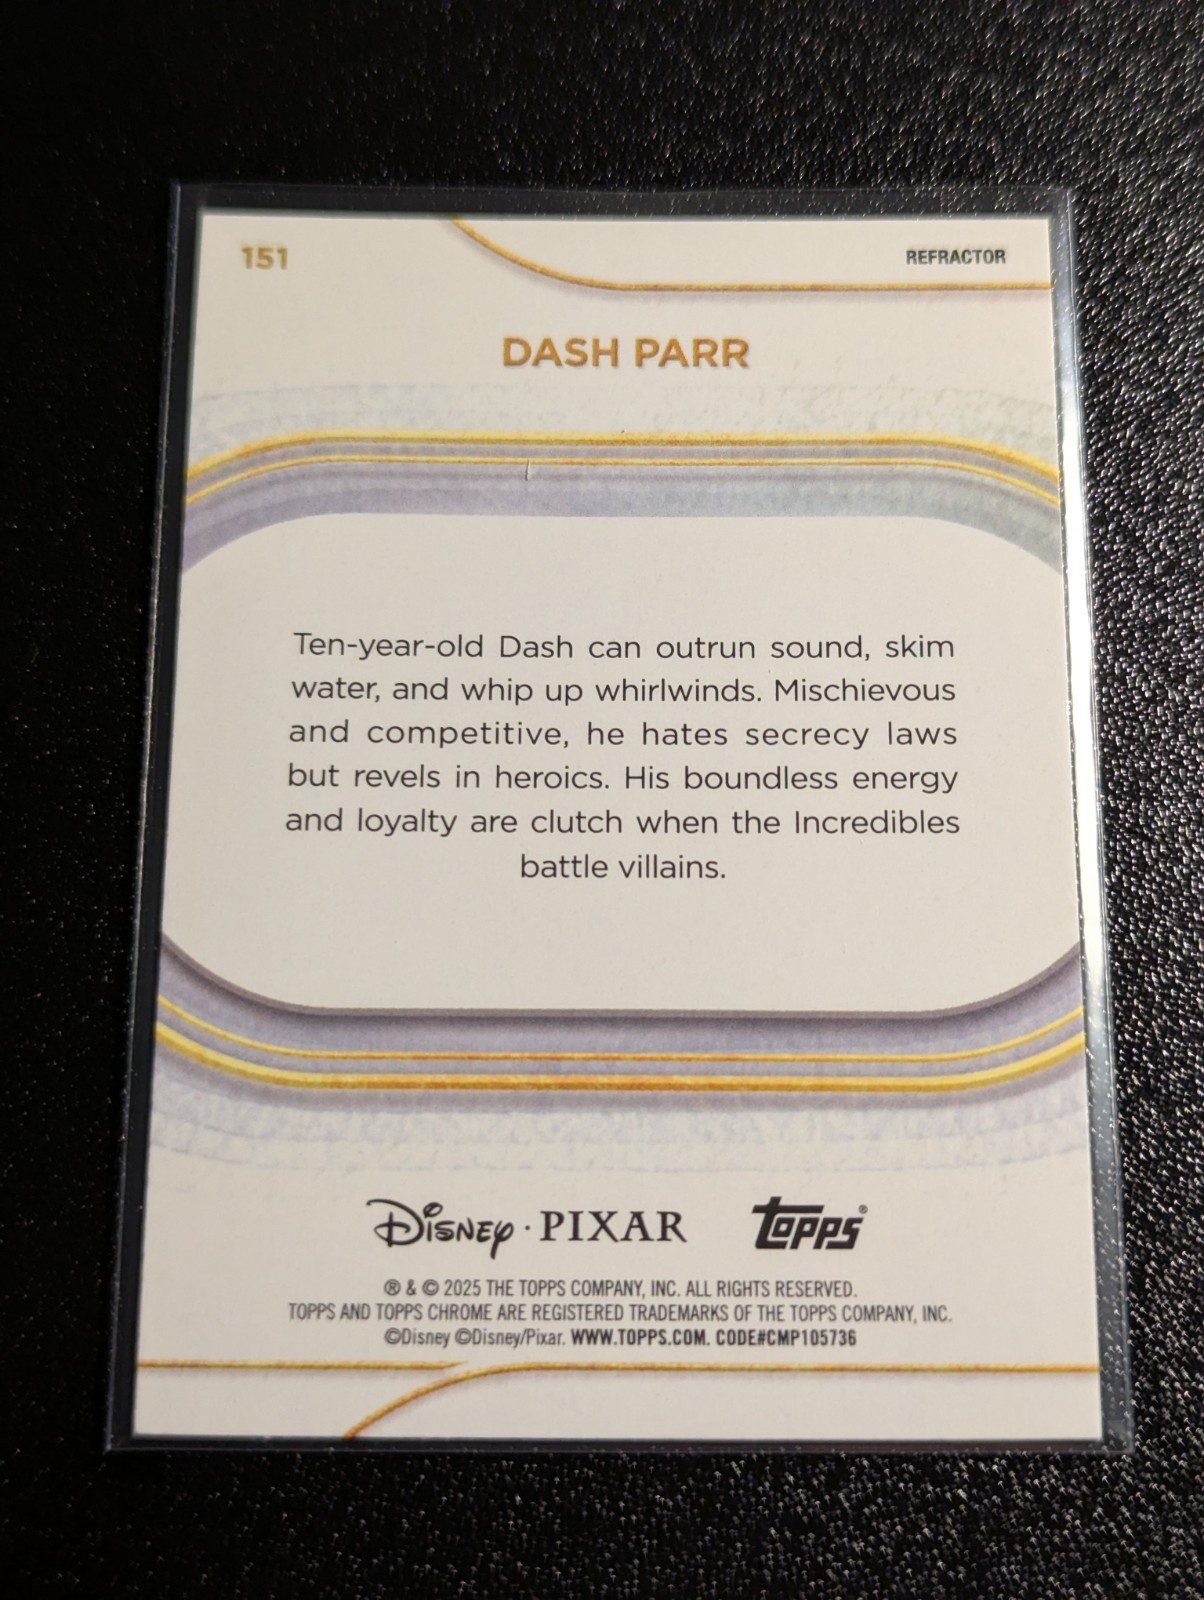 151
REFRACTOR
DASH PARR
Ten-year-old Dash can outrun sound, skim
water, and whip up whirlwinds. Mischievous
and competitive, he hates secrecy laws
but revels in heroics. His boundless energy
and loyalty are clutch when the Incredibles
battle villains.
Disney · PIXAR
topps®
® & © 2025 THE TOPPS COMPANY, INC. ALL RIGHTS RESERVED.
TOPPS AND TOPPS CHROME ARE REGISTERED TRADEMARKS OF THE TOPPS COMPANY, INC.
©Disney ©Disney/Pixar. WWW.TOPPS.COM. CODE#CMP105736